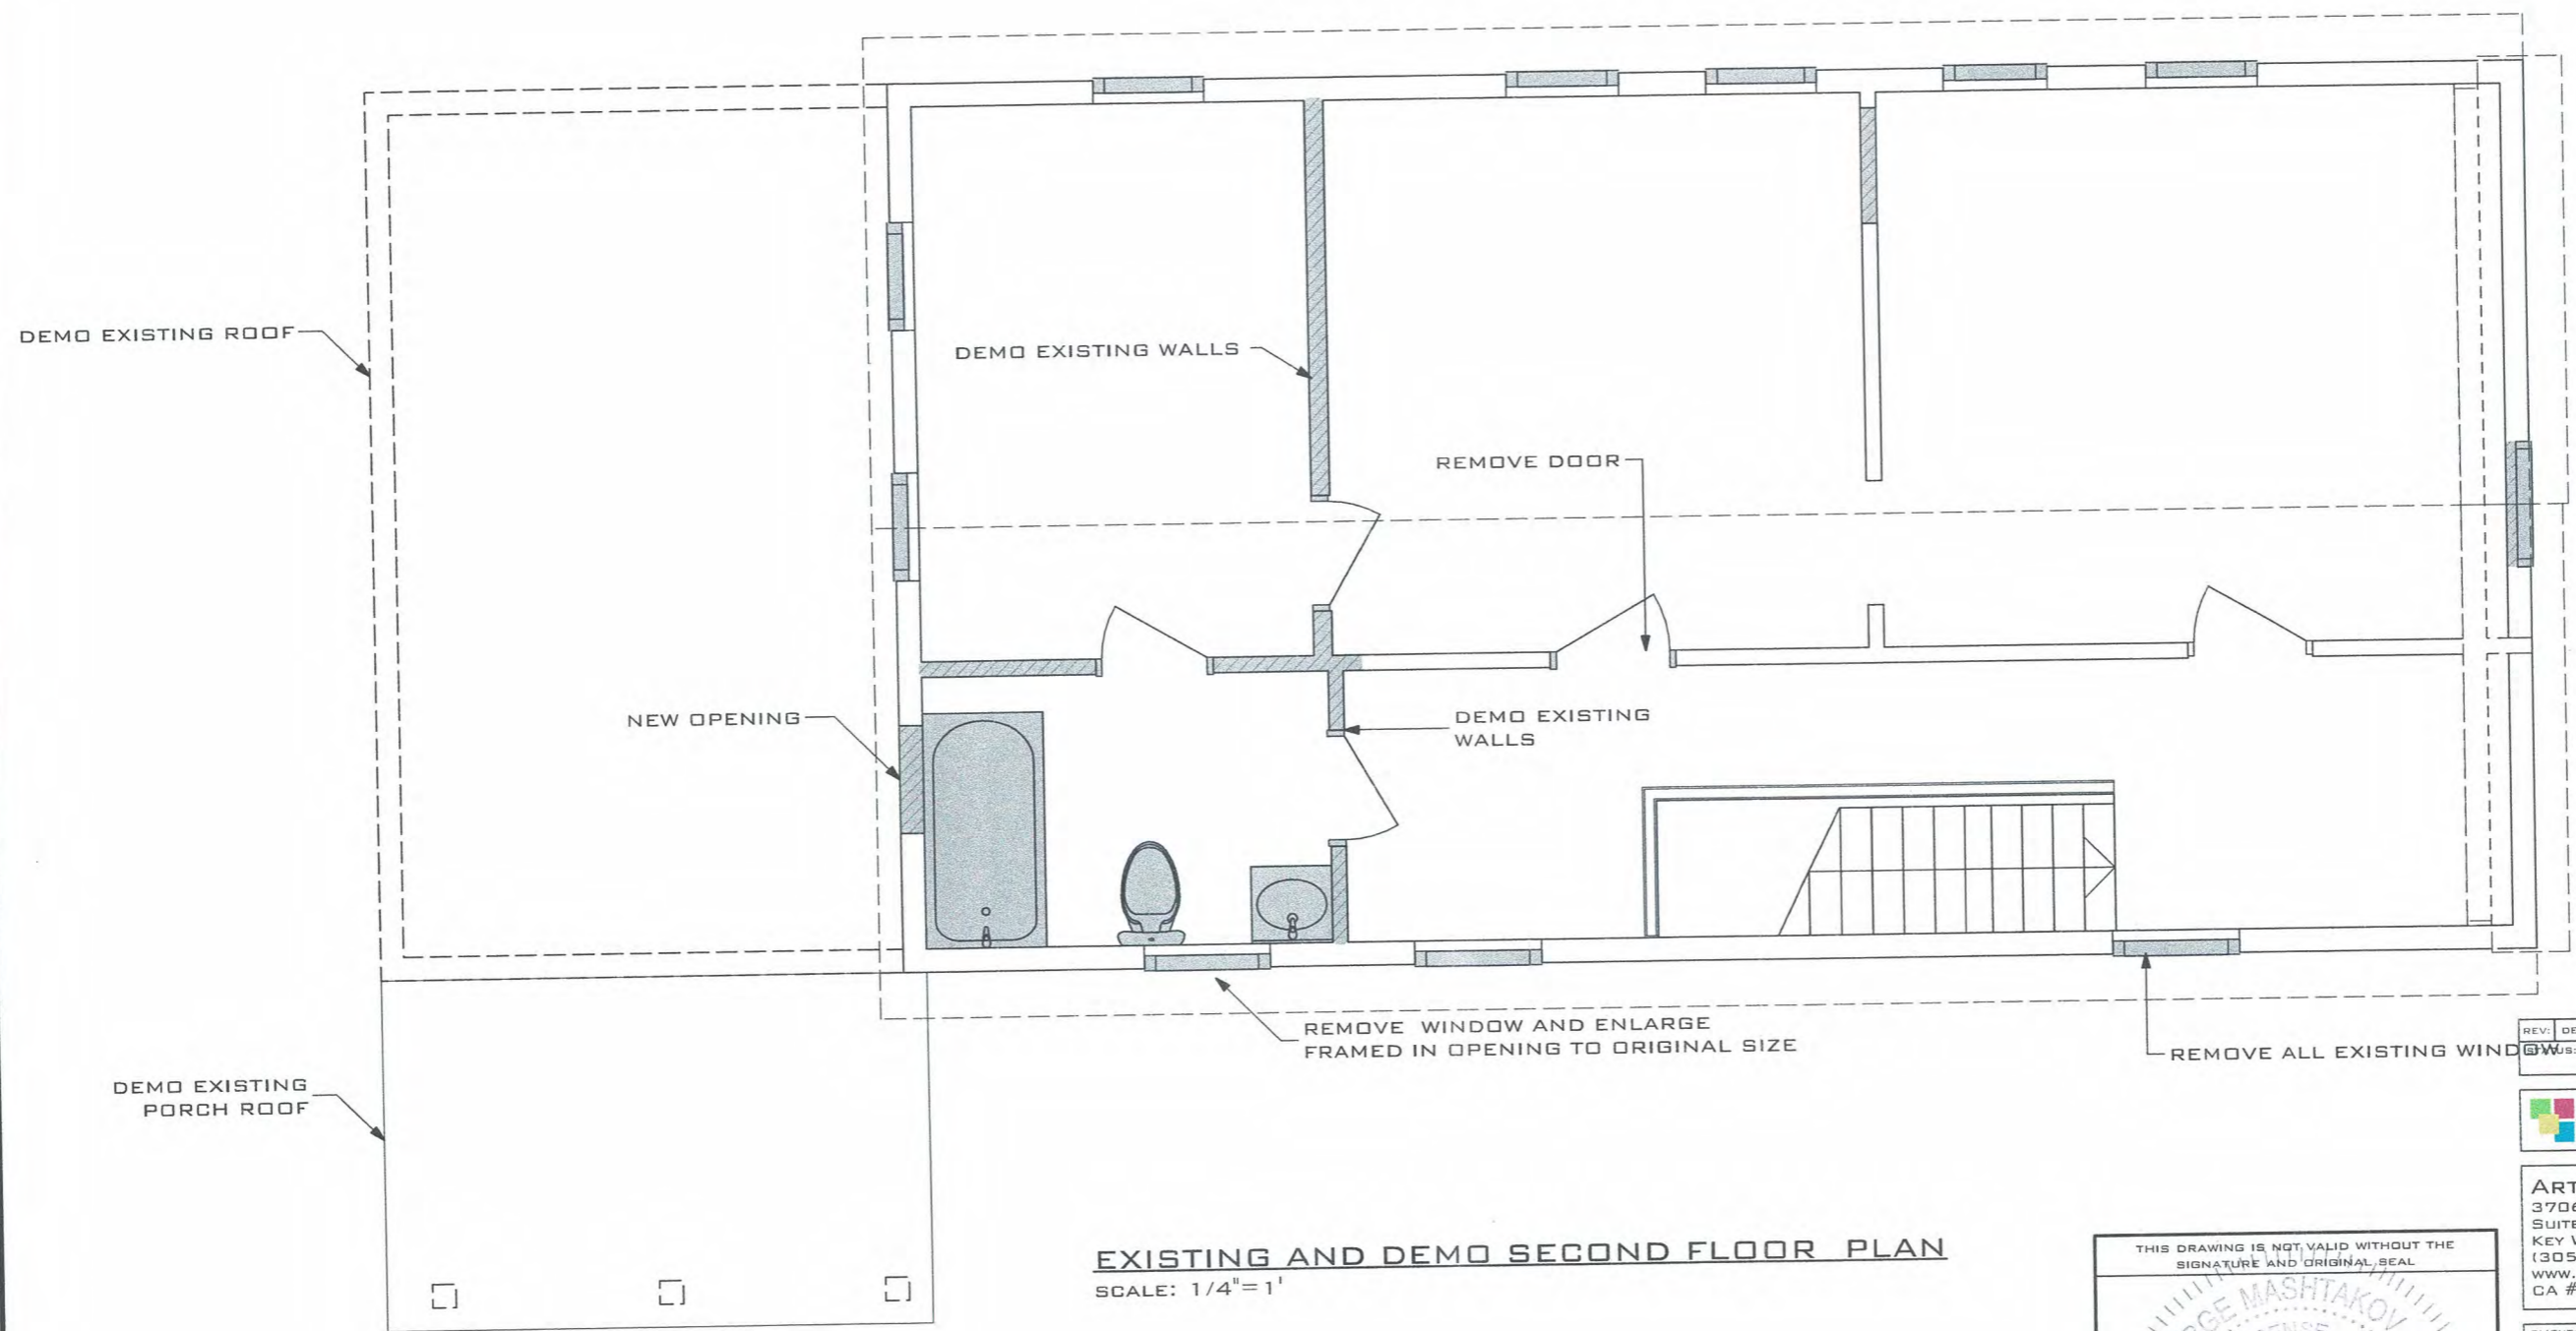 DEMO EXISTING ROOF
DEMO EXISTING WALLS
REMOVE DOOR
NEW OPENING
DEMO EXISTING
WALLS
REMOVE WINDOW AND ENLARGE
FRAMED IN OPENING TO ORIGINAL SIZE
REMOVE ALL EXISTING WINDOW
REV:
DEMO EXISTING
PORCH ROOF
EXISTING AND DEMO SECOND FLOOR PLAN
SCALE: 1/4"=1'
THIS DRAWING IS NOT VALID WITHOUT THE
SIGNATURE AND ORIGINAL SEAL
MASHTAKOV
ART
3706
KEY
(305
www.
CA #